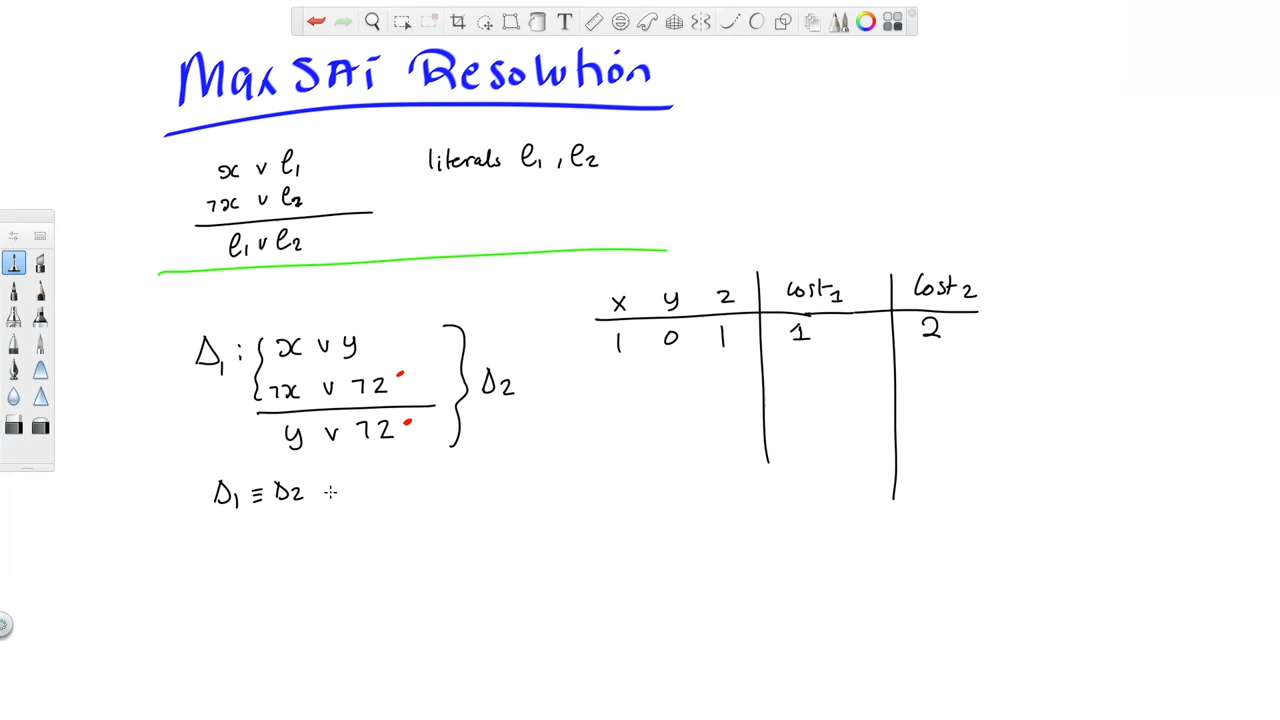 MaxSAT Resolution
x ∨ ℓ₁
literals ℓ₁, ℓ₂
¬x ∨ ℓ₂
ℓ₁ ∨ ℓ₂
x y z cost₁ cost₂
1 0 1 1 2
Δ₁ : { x ∨ y
¬x ∨ ¬z } Δ₂
y ∨ ¬z
Δ₁ ≡ Δ₂